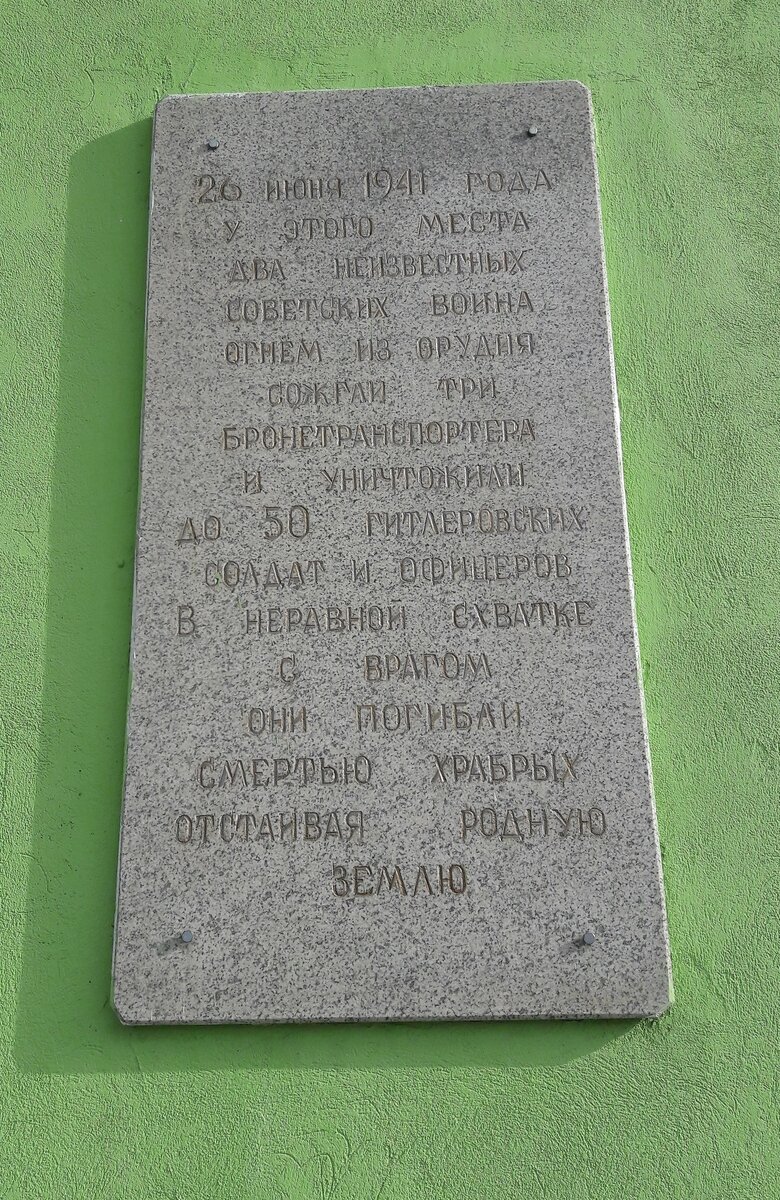 26 ИЮНЯ 1941 ГОДА
У ЭТОГО МЕСТА
ДВА НЕИЗВЕСТНЫХ
СОВЕТСКИХ ВОИНА
ОГНЁМ ИЗ ОРУДИЯ
СОЖГЛИ ТРИ
БРОНЕТРАНСПОРТЕРА
И УНИЧТОЖИЛИ
ДО 50 ГИТЛЕРОВСКИХ
СОЛДАТ И ОФИЦЕРОВ
В НЕРАВНОЙ СХВАТКЕ
С ВРАГОМ
ОНИ ПОГИБЛИ
СМЕРТЬЮ ХРАБРЫХ
ОТСТАИВАЯ РОДНУЮ
ЗЕМЛЮ